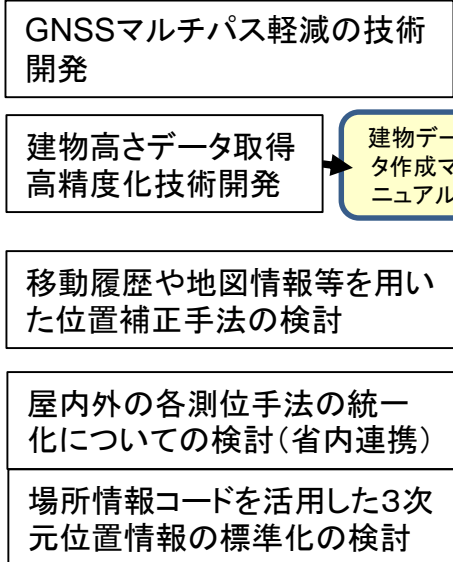 GNSSマルチパス軽減の技術
開発
建物高さデータ取得
高精度化技術開発
建物デー
タ作成マ
ニュアル
移動履歴や地図情報等を用い
た位置補正手法の検討
屋内外の各測位手法の統一
化についての検討（省内連携）
場所情報コードを活用した３次
元位置情報の標準化の検討